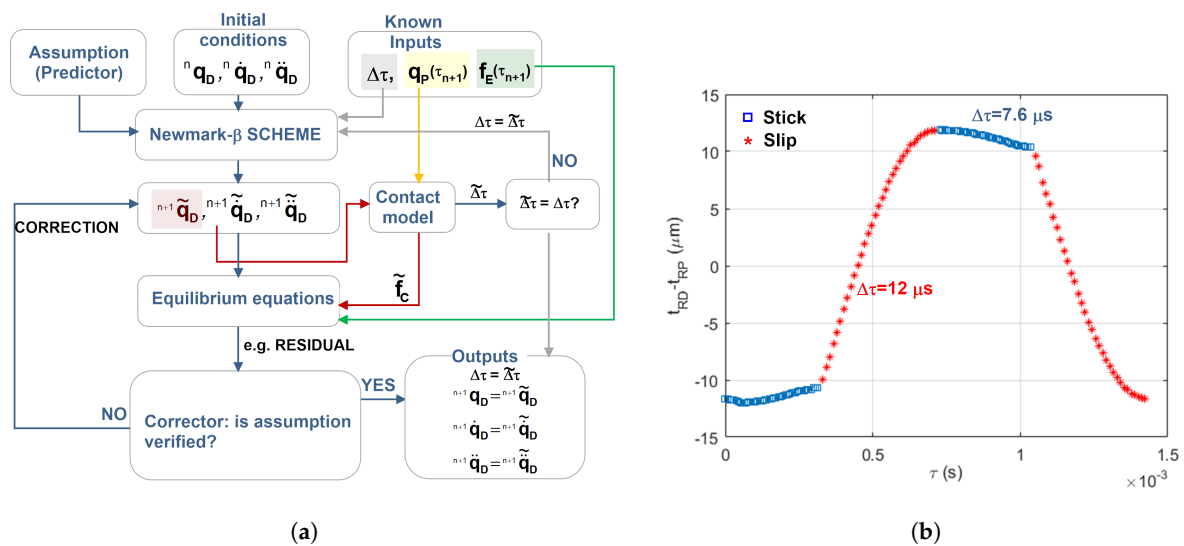 Assumption
(Predictor)
Initial
conditions
ⁿq_D, ⁿq̇_D, ⁿq̈_D
Known
Inputs
Δτ, q_P(τ_{n+1}) f_E(τ_{n+1})
Newmark-β SCHEME
Δτ = Δ̃τ
NO
ⁿ⁺¹q̃_D, ⁿ⁺¹q̃̇_D, ⁿ⁺¹q̃̈_D
Contact
model
Δ̃τ
Δ̃τ = Δτ?
CORRECTION
Equilibrium equations
f̃_C
e.g. RESIDUAL
NO
Corrector: is assumption
verified?
YES
Outputs
Δτ = Δ̃τ
ⁿ⁺¹q_D = ⁿ⁺¹q̃_D
ⁿ⁺¹q̇_D = ⁿ⁺¹q̃̇_D
ⁿ⁺¹q̈_D = ⁿ⁺¹q̃̈_D
(a)
Stick
Slip
Δτ=7.6 μs
Δτ=12 μs
t_RD-t_RP (μm)
15
10
5
0
-5
-10
-15
0
0.5
1
1.5
τ (s)
×10⁻³
(b)